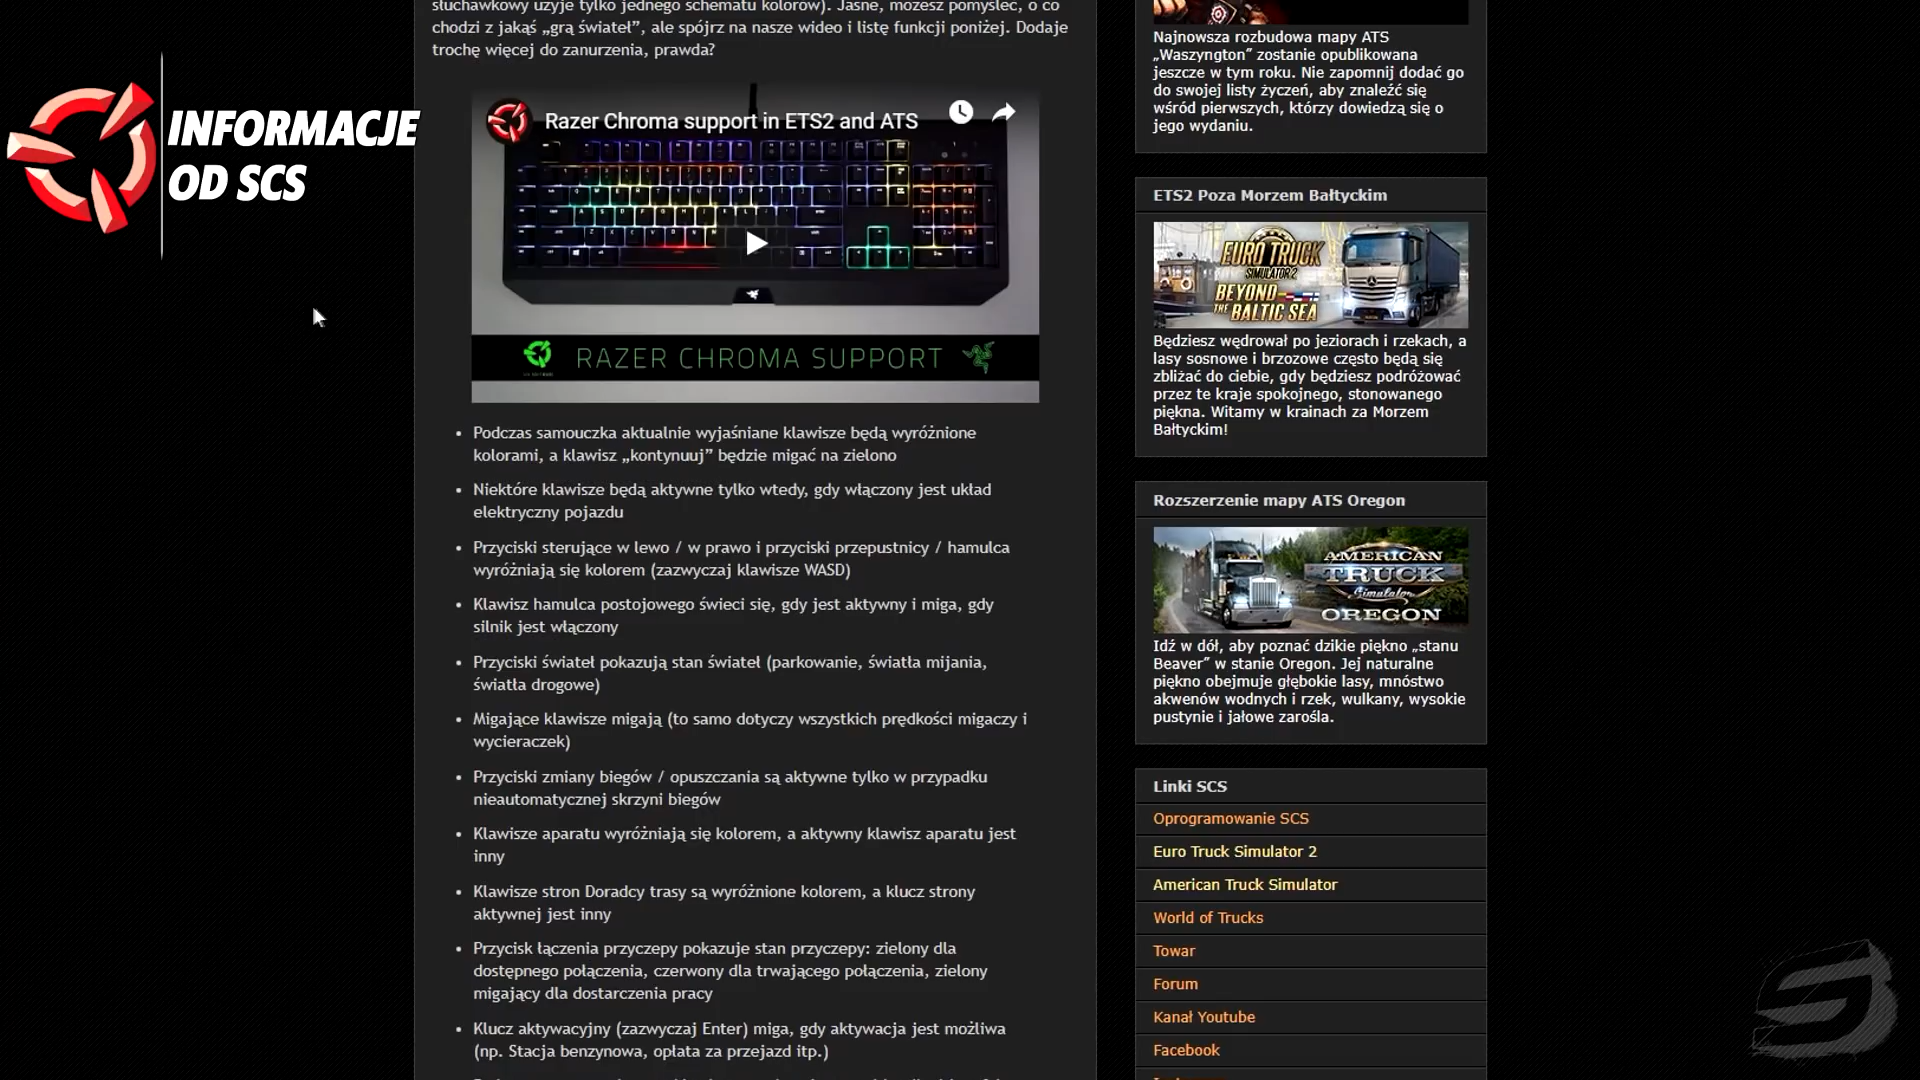 słuchawkowy użyje tylko jednego schematu kolorów). Jasne, możesz pomyśleć, o co
chodzi z jakąś „grą świateł”, ale spójrz na nasze wideo i listę funkcji poniżej. Dodaje
trochę więcej do zanurzenia, prawda?
INFORMACJE
OD SCS
Razer Chroma support in ETS2 and ATS
RAZER CHROMA SUPPORT
Podczas samouczka aktualnie wyjaśniane klawisze będą wyróżnione
kolorami, a klawisz „kontynuuj” będzie migać na zielono
Niektóre klawisze będą aktywne tylko wtedy, gdy włączony jest układ
elektryczny pojazdu
Przyciski sterujące w lewo / w prawo i przyciski przepustnicy / hamulca
wyróżniają się kolorem (zazwyczaj klawisze WASD)
Klawisz hamulca postojowego świeci się, gdy jest aktywny i miga, gdy
silnik jest włączony
Przyciski świateł pokazują stan świateł (parkowanie, światła mijania,
światła drogowe)
Migające klawisze migają (to samo dotyczy wszystkich prędkości migaczy i
wycieraczek)
Przyciski zmiany biegów / opuszczania są aktywne tylko w przypadku
nieautomatycznej skrzyni biegów
Klawisze aparatu wyróżniają się kolorem, a aktywny klawisz aparatu jest
inny
Klawisze stron Doradcy trasy są wyróżnione kolorem, a klucz strony
aktywnej jest inny
Przycisk łączenia przyczepy pokazuje stan przyczepy: zielony dla
dostępnego połączenia, czerwony dla trwającego połączenia, zielony
migający dla dostarczenia pracy
Klucz aktywacyjny (zazwyczaj Enter) miga, gdy aktywacja jest możliwa
(np. Stacja benzynowa, opłata za przejazd itp.)
Najnowsza rozbudowa mapy ATS
„Waszyngton” zostanie opublikowana
jeszcze w tym roku. Nie zapomnij dodać go
do swojej listy życzeń, aby znaleźć się
wśród pierwszych, którzy dowiedzą się o
jego wydaniu.
ETS2 Poza Morzem Bałtyckim
EURO TRUCK
SIMULATOR 2
BEYOND
THE BALTIC SEA
Będziesz wędrował po jeziorach i rzekach, a
lasy sosnowe i brzozowe często będą się
zbliżać do ciebie, gdy będziesz podróżować
przez te kraje spokojnego, stonowanego
piękna. Witamy w krainach za Morzem
Bałtyckim!
Rozszerzenie mapy ATS Oregon
AMERICAN
TRUCK
Simulator
OREGON
Idź w dół, aby poznać dzikie piękno „stanu
Beaver” w stanie Oregon. Jej naturalne
piękno obejmuje głębokie lasy, mnóstwo
akwenów wodnych i rzek, wulkany, wysokie
pustynie i jałowe zarośla.
Linki SCS
Oprogramowanie SCS
Euro Truck Simulator 2
American Truck Simulator
World of Trucks
Towar
Forum
Kanał Youtube
Facebook